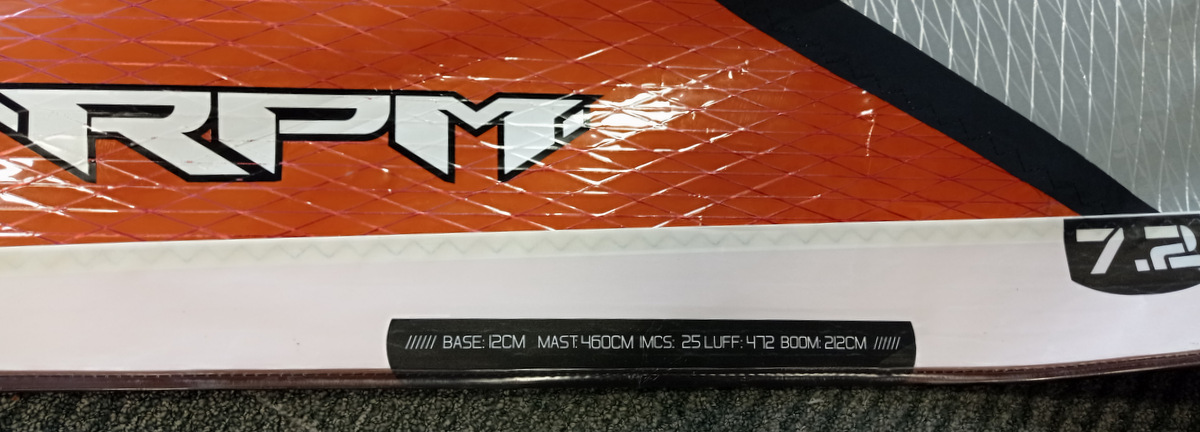 RPM
7.2
////// BASE: 12CM MAST: 460CM IMCS: 25 LUFF: 472 BOOM: 212CM //////